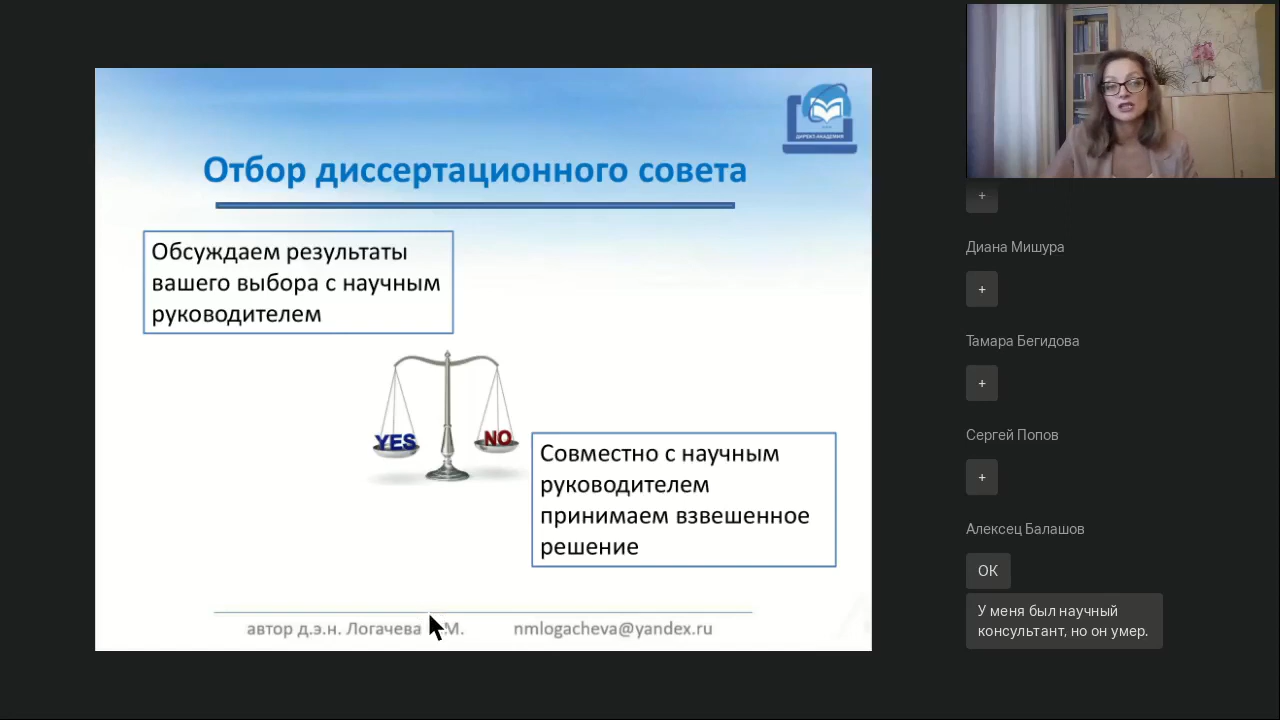 ДИРЕКТ-АКАДЕМИЯ
Отбор диссертационного совета
Обсуждаем результаты
вашего выбора с научным
руководителем
YES
NO
Совместно с научным
руководителем
принимаем взвешенное
решение
автор д.э.н. Логачева М.
nmlogacheva@yandex.ru
+
Диана Мишура
+
Тамара Бегидова
+
Сергей Попов
+
Алексец Балашов
ОК
У меня был научный
консультант, но он умер.